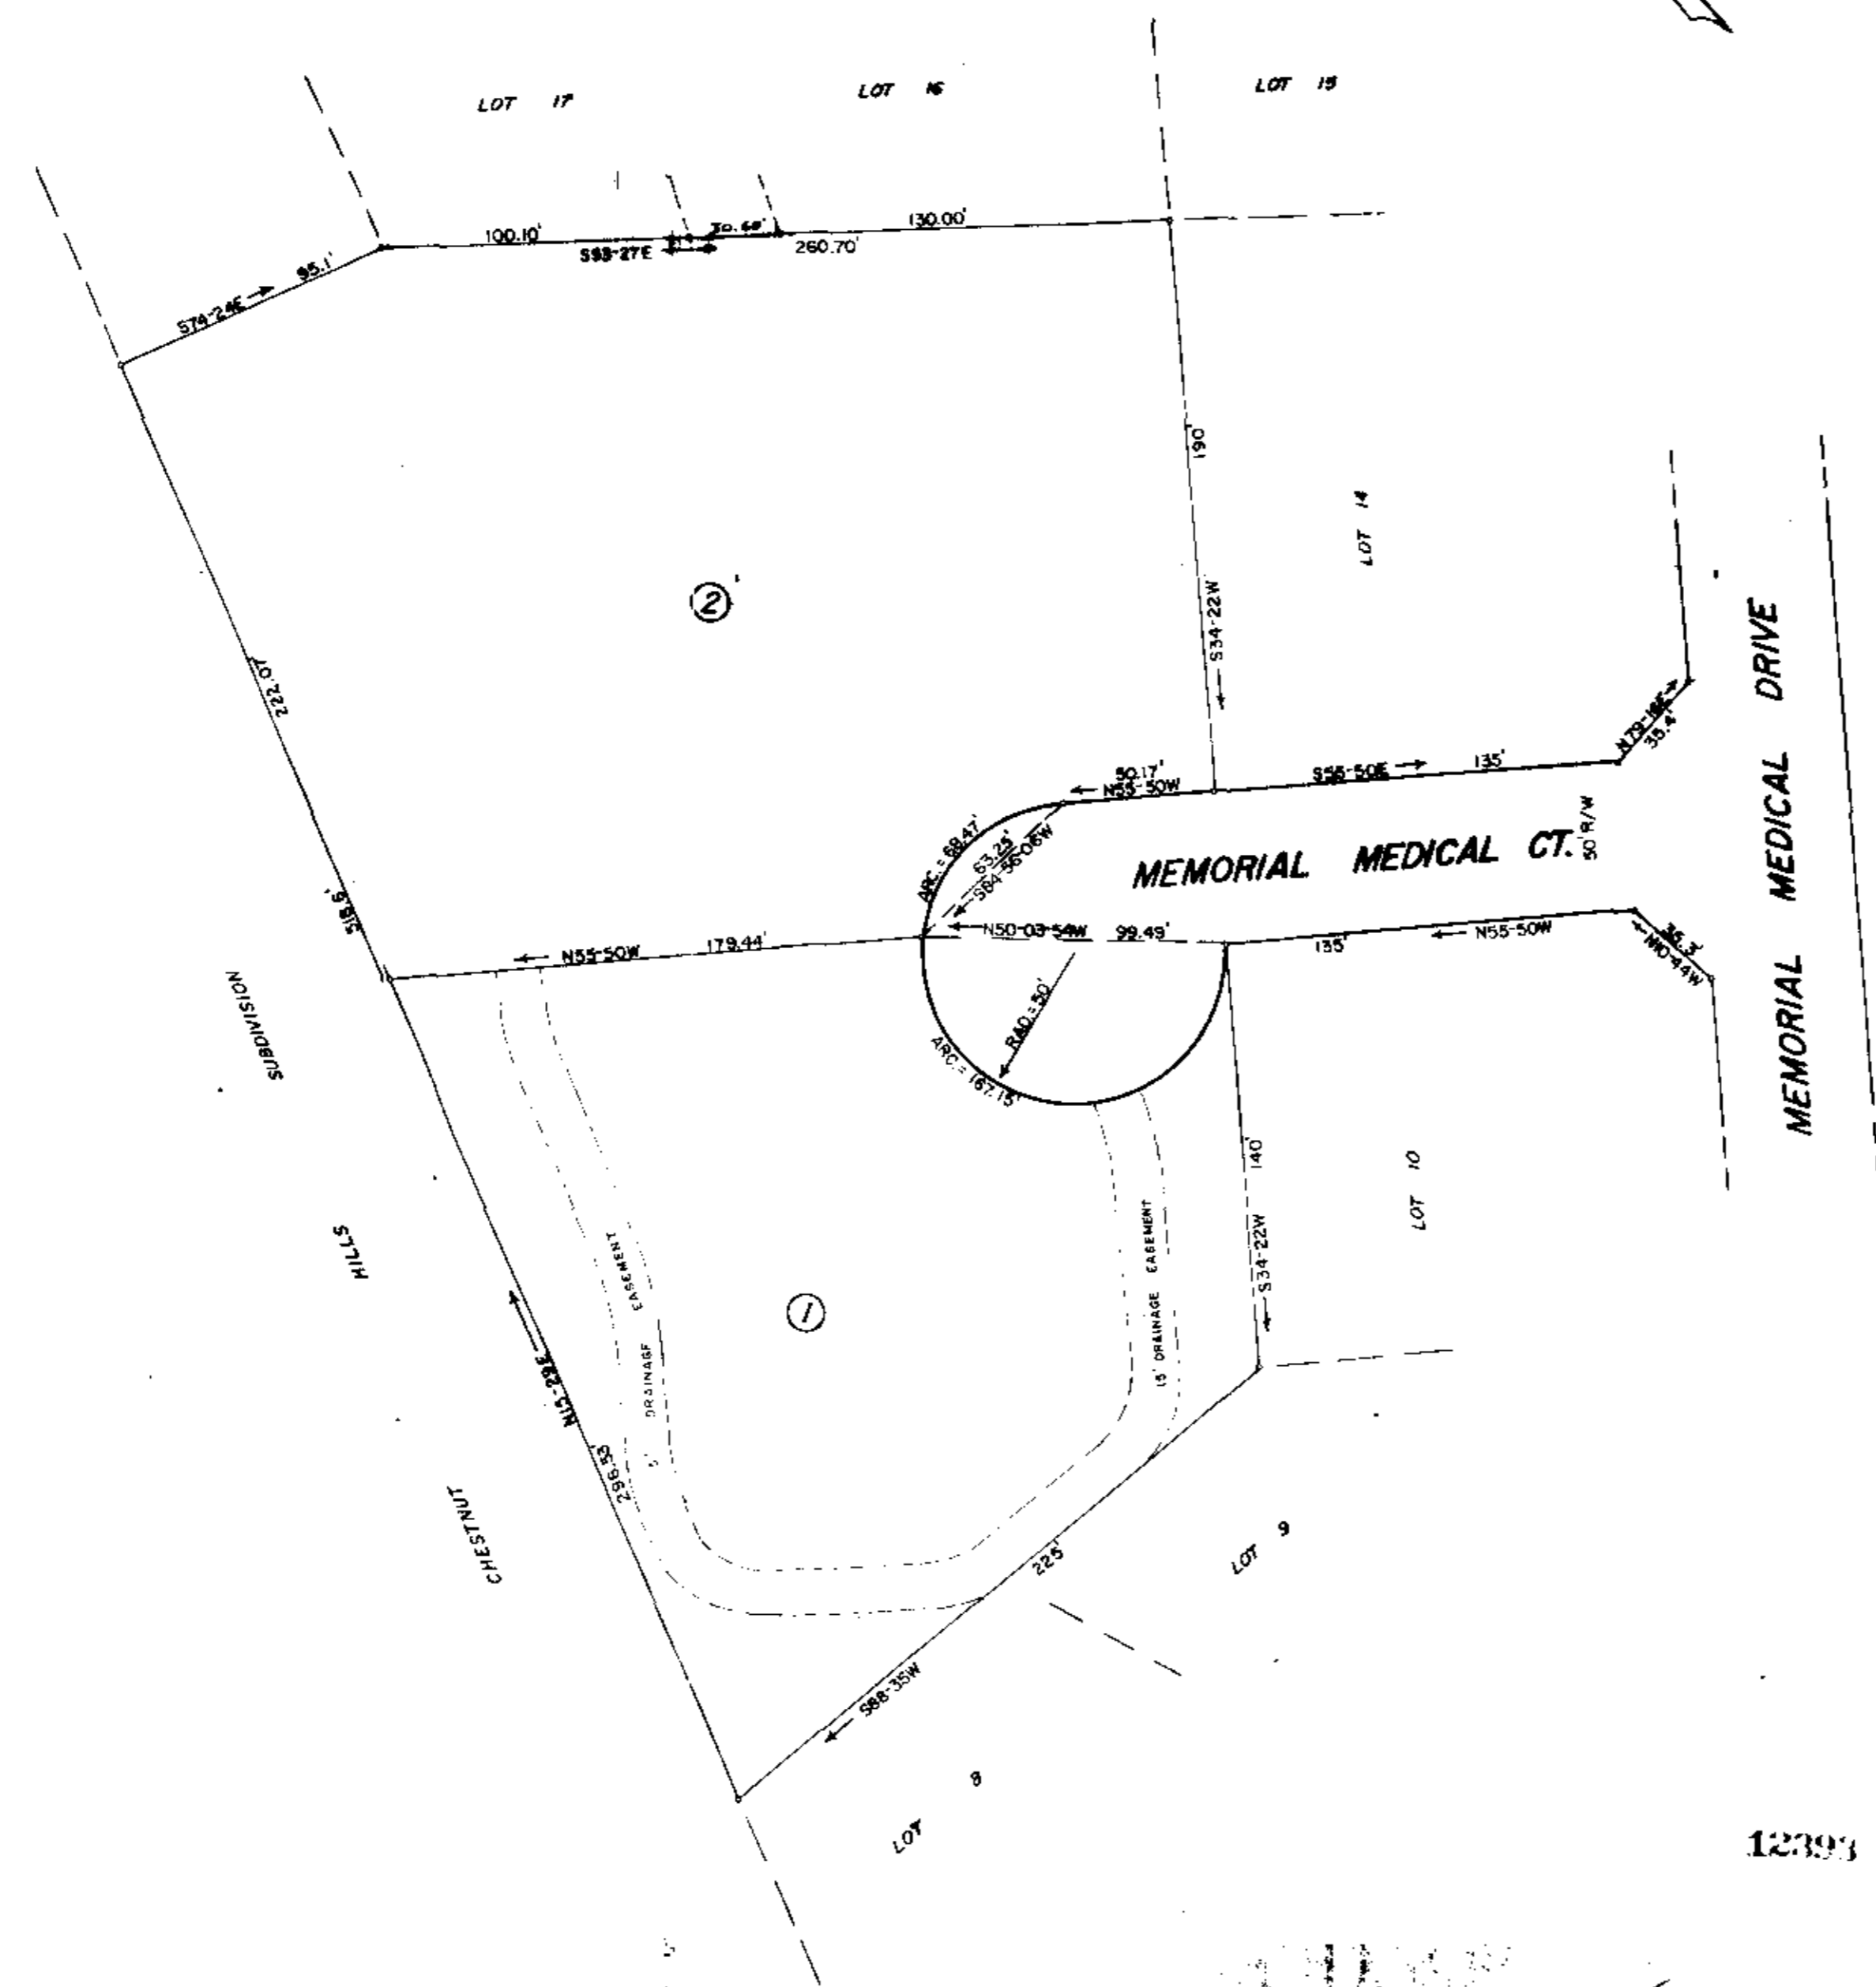 LOT 17
LOT 16
LOT 15
100.10'
30.60'
130.00'
S53-27E
260.70'
95.1'
S74-24E
190'
LOT 14
S34-22W
2
222.07
518.6'
N79-16E
35.4'
50.17'
N55-50W
S55-50E
135'
ARC.= 68.47'
63.25'
S84-56-06W
MEMORIAL MEDICAL CT.
50' R/W
MEMORIAL MEDICAL DRIVE
N55-50W
179.44'
N50-03-54W
99.49'
135'
N55-50W
35.3'
N10-44W
RAD.=50'
ARC.= 167.15'
SUBDIVISION
HILLS
CHESTNUT
140'
S34-22W
LOT 10
DRAINAGE EASEMENT
15' DRAINAGE EASEMENT
1
N15-29E
296.53'
225'
LOT 9
S88-35W
LOT 8
12393